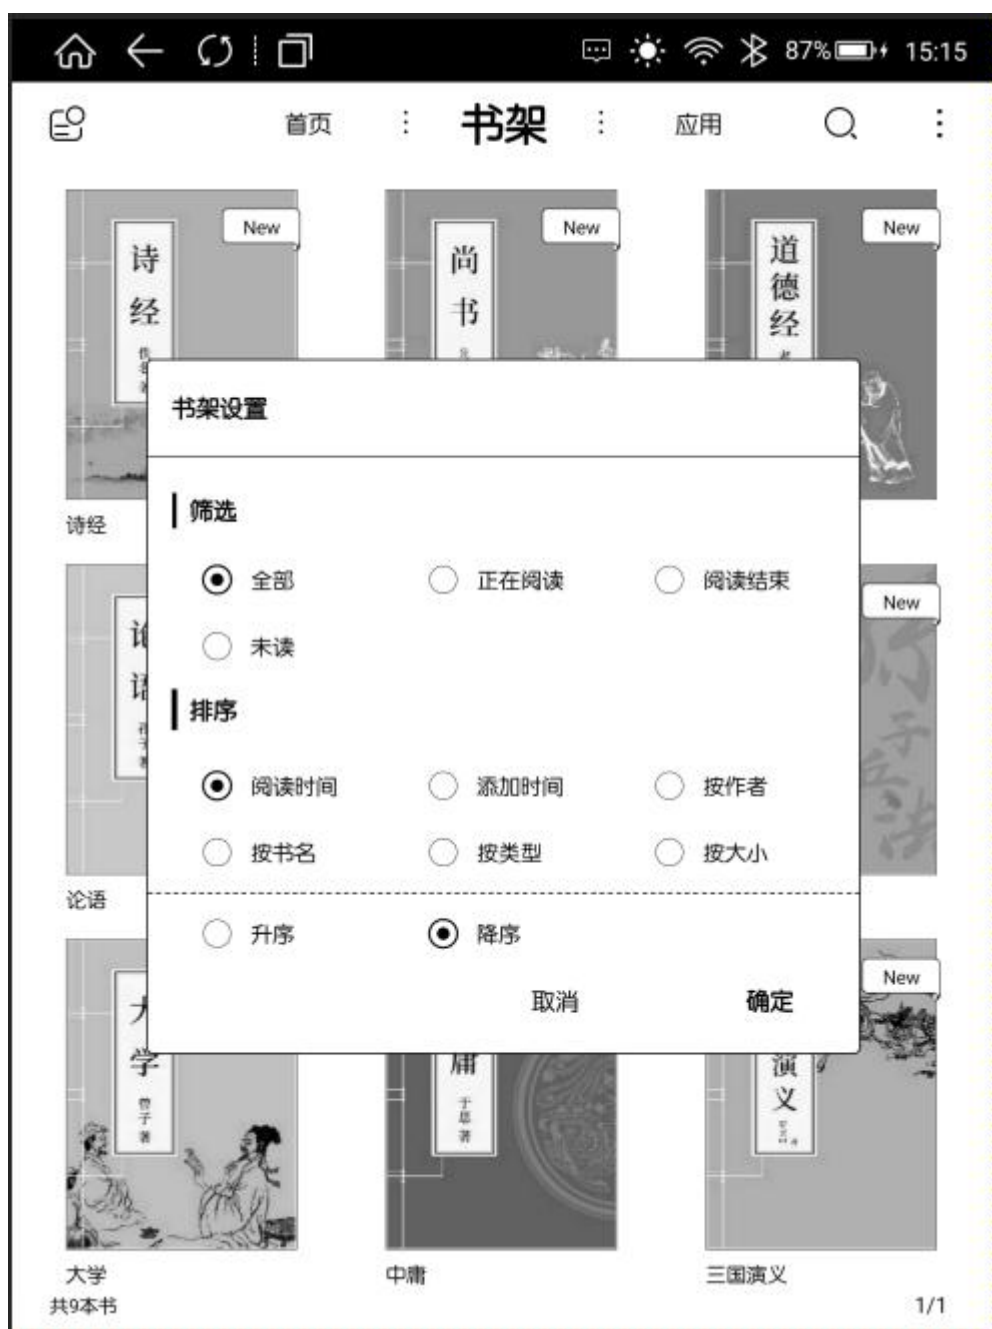 87% 15:15
首页 书架 应用
New New New
诗经
尚书
道德经
书架设置
筛选
全部 正在阅读 阅读结束
未读
排序
阅读时间 添加时间 按作者
按书名 按类型 按大小
升序 降序
取消 确定
诗经
New
论语
论语
New
大学
曾子著
庸
子思著
演义
大学 中庸 三国演义
共9本书 1/1